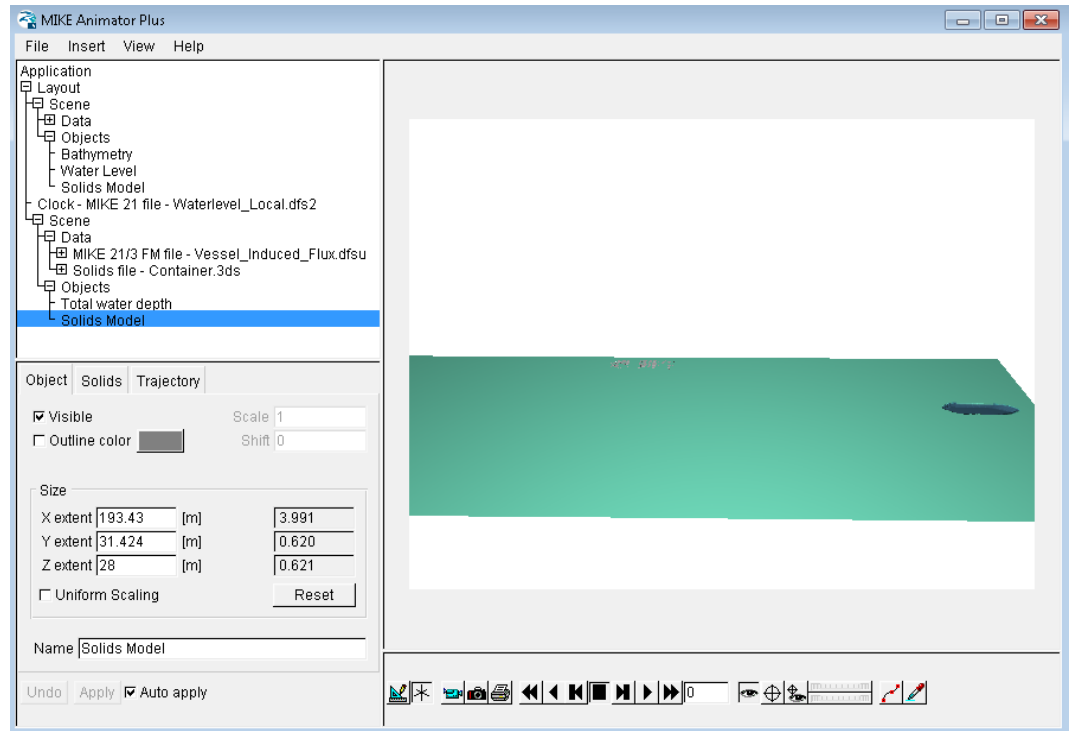 MIKE Animator Plus
File Insert View Help
Application
Layout
Scene
Data
Objects
Bathymetry
Water Level
Solids Model
Clock - MIKE 21 file - Waterlevel_Local.dfs2
Scene
Data
MIKE 21/3 FM file - Vessel_Induced_Flux.dfsu
Solids file - Container.3ds
Objects
Total water depth
Solids Model
Object Solids Trajectory
Visible Scale 1
Outline color Shift 0
Size
X extent 193.43 [m] 3.991
Y extent 31.424 [m] 0.620
Z extent 28 [m] 0.621
Uniform Scaling Reset
Name Solids Model
Undo Apply Auto apply
0